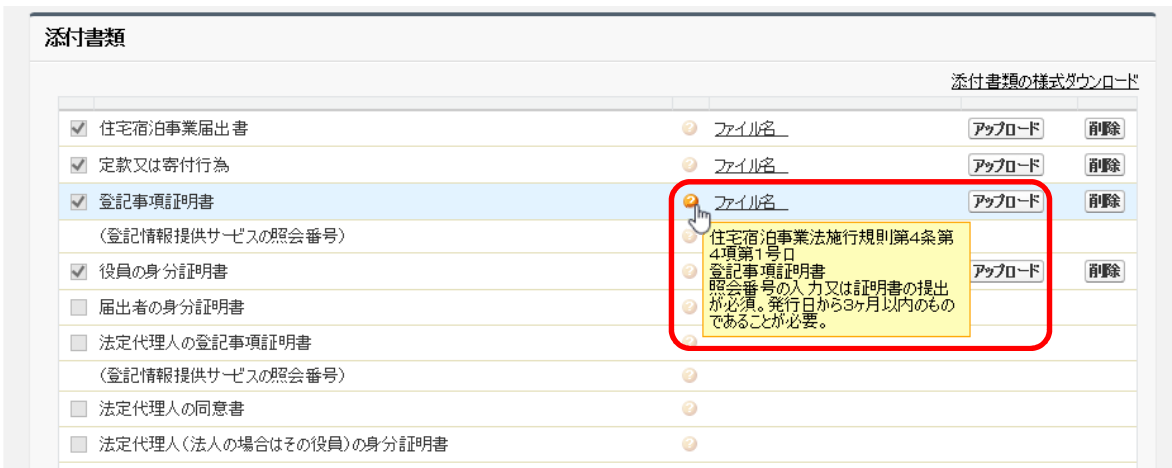 添付書類
添付書類の様式ダウンロード
住宅宿泊事業届出書 ? ファイル名 アップロード 削除
定款又は寄付行為 ? ファイル名 アップロード 削除
登記事項証明書 ? ファイル名 アップロード 削除
(登記情報提供サービスの照会番号) ?
役員の身分証明書 ? アップロード 削除
届出者の身分証明書 ?
法定代理人の登記事項証明書 ?
(登記情報提供サービスの照会番号) ?
法定代理人の同意書 ?
法定代理人(法人の場合はその役員)の身分証明書 ?
住宅宿泊事業法施行規則第4条第
4項第1号ロ
登記事項証明書
照会番号の入力又は証明書の提出
が必須。発行日から3ヶ月以内のもの
であることが必要。